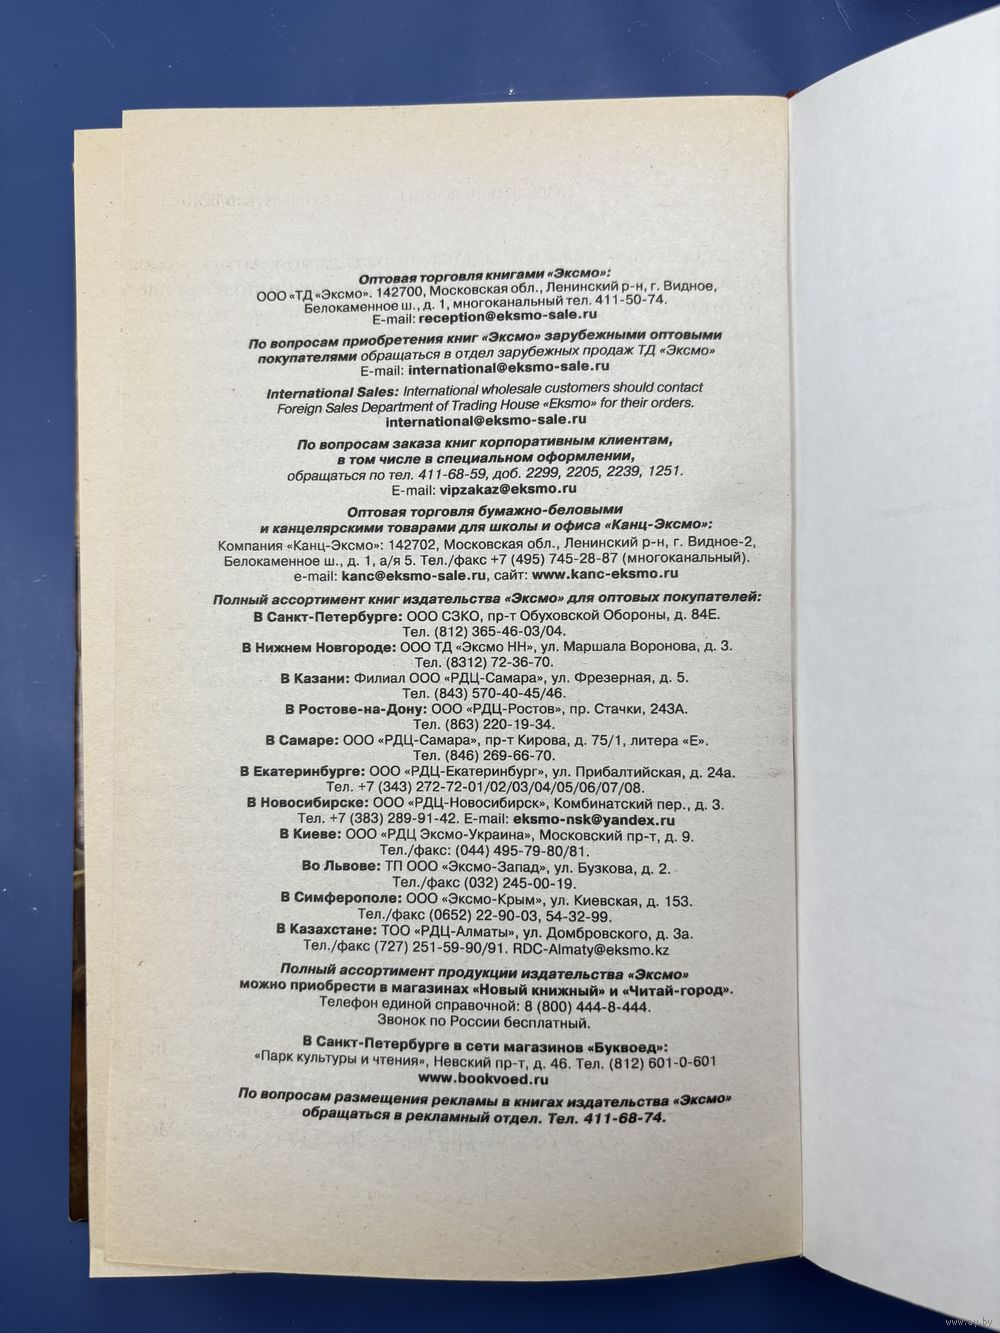 Оптовая торговля книгами «Эксмо»:
ООО «ТД «Эксмо». 142700, Московская обл., Ленинский р-н, г. Видное,
Белокаменное ш., д. 1, многоканальный тел. 411-50-74.
E-mail: reception@eksmo-sale.ru
По вопросам приобретения книг «Эксмо» зарубежными оптовыми
покупателями обращаться в отдел зарубежных продаж ТД «Эксмо»
E-mail: international@eksmo-sale.ru
International Sales: International wholesale customers should contact
Foreign Sales Department of Trading House «Eksmo» for their orders.
international@eksmo-sale.ru
По вопросам заказа книг корпоративным клиентам,
в том числе в специальном оформлении,
обращаться по тел. 411-68-59, доб. 2299, 2205, 2239, 1251.
E-mail: vipzakaz@eksmo.ru
Оптовая торговля бумажно-беловыми
и канцелярскими товарами для школы и офиса «Канц-Эксмо»:
Компания «Канц-Эксмо»: 142702, Московская обл., Ленинский р-н, г. Видное-2,
Белокаменное ш., д. 1, а/я 5. Тел./факс +7 (495) 745-28-87 (многоканальный).
e-mail: kanc@eksmo-sale.ru, сайт: www.kanc-eksmo.ru
Полный ассортимент книг издательства «Эксмо» для оптовых покупателей:
В Санкт-Петербурге: ООО СЗКО, пр-т Обуховской Обороны, д. 84Е.
Тел. (812) 365-46-03/04.
В Нижнем Новгороде: ООО ТД «Эксмо НН», ул. Маршала Воронова, д. 3.
Тел. (8312) 72-36-70.
В Казани: Филиал ООО «РДЦ-Самара», ул. Фрезерная, д. 5.
Тел. (843) 570-40-45/46.
В Ростове-на-Дону: ООО «РДЦ-Ростов», пр. Стачки, 243А.
Тел. (863) 220-19-34.
В Самаре: ООО «РДЦ-Самара», пр-т Кирова, д. 75/1, литера «Е».
Тел. (846) 269-66-70.
В Екатеринбурге: ООО «РДЦ-Екатеринбург», ул. Прибалтийская, д. 24а.
Тел. +7 (343) 272-72-01/02/03/04/05/06/07/08.
В Новосибирске: ООО «РДЦ-Новосибирск», Комбинатский пер., д. 3.
Тел. +7 (383) 289-91-42. E-mail: eksmo-nsk@yandex.ru
В Киеве: ООО «РДЦ Эксмо-Украина», Московский пр-т, д. 9.
Тел./факс: (044) 495-79-80/81.
Во Львове: ТП ООО «Эксмо-Запад», ул. Бузкова, д. 2.
Тел./факс (032) 245-00-19.
В Симферополе: ООО «Эксмо-Крым», ул. Киевская, д. 153.
Тел./факс (0652) 22-90-03, 54-32-99.
В Казахстане: ТОО «РДЦ-Алматы», ул. Домбровского, д. 3а.
Тел./факс (727) 251-59-90/91. RDC-Almaty@eksmo.kz
Полный ассортимент продукции издательства «Эксмо»
можно приобрести в магазинах «Новый книжный» и «Читай-город».
Телефон единой справочной: 8 (800) 444-8-444.
Звонок по России бесплатный.
В Санкт-Петербурге в сети магазинов «Буквоед»:
«Парк культуры и чтения», Невский пр-т, д. 46. Тел. (812) 601-0-601
www.bookvoed.ru
По вопросам размещения рекламы в книгах издательства «Эксмо»
обращаться в рекламный отдел. Тел. 411-68-74.
www.ay.by